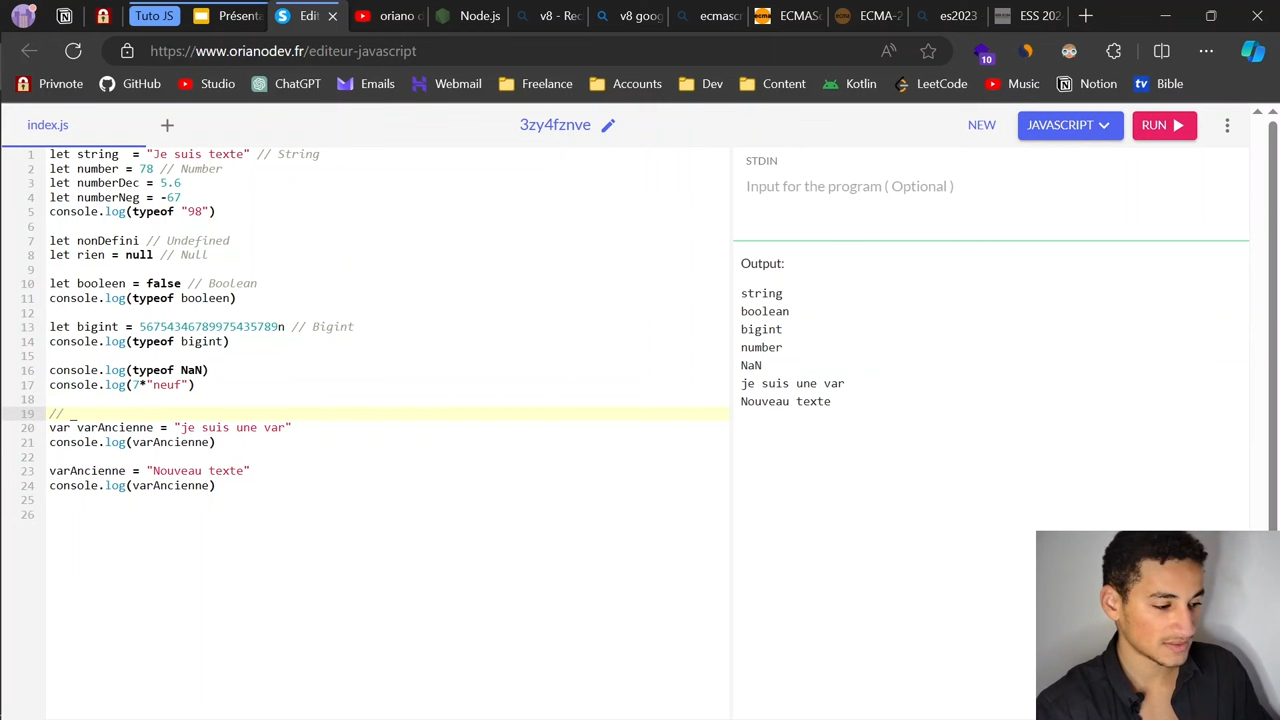 Tuto JS
Présenta
Edit
oriano d
Node.js
v8 - Rec
v8 goog
ecmascr
ECMASc
ECMA-2
es2023
ESS 202
https://www.orianodev.fr/editeur-javascript
10
Privnote
GitHub
Studio
ChatGPT
Emails
Wegmail
Freelance
Accounts
Dev
Content
Kotlin
LeetCode
Music
Notion
Bible
index.js
3zy4fznve
NEW
JAVASCRIPT
RUN
1 let string = "Je suis texte" // String
2 let number = 78 // Number
3 let numberDec = 5.6
4 let numberNeg = -67
5 console.log(typeof "98")
6
7 let nonDefini // Undefined
8 let rien = null // Null
9
10 let booleen = false // Boolean
11 console.log(typeof booleen)
12
13 let bigint = 56754346789975435789n // Bigint
14 console.log(typeof bigint)
15
16 console.log(typeof NaN)
17 console.log(7*"neuf")
18
19 // _
20 var varAncienne = "je suis une var"
21 console.log(varAncienne)
22
23 varAncienne = "Nouveau texte"
24 console.log(varAncienne)
25
26
STDIN
Input for the program ( Optional )
Output:
string
boolean
bigint
number
NaN
je suis une var
Nouveau texte